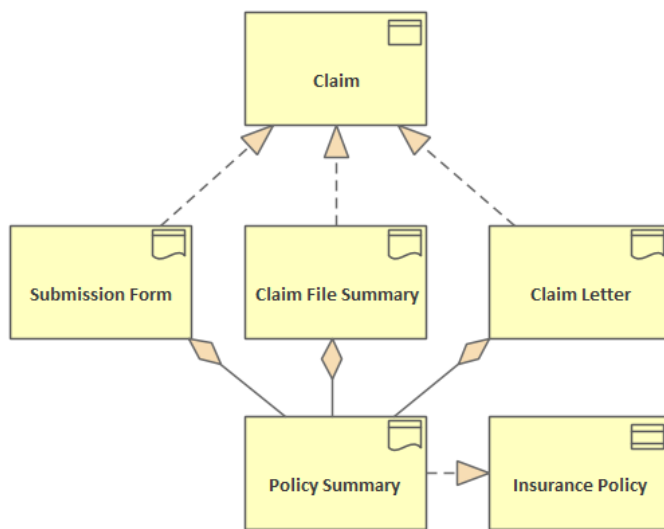 Claim
Submission Form
Claim File Summary
Claim Letter
Policy Summary
Insurance Policy